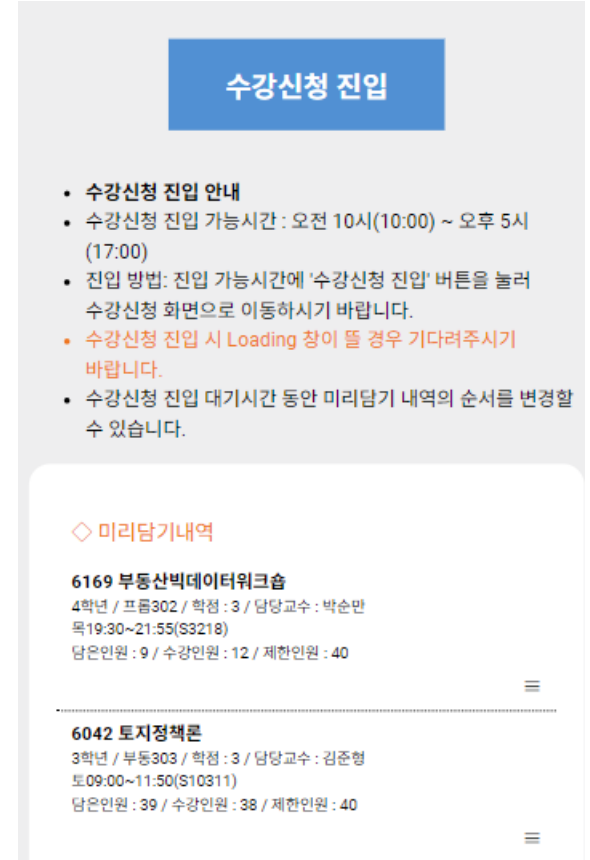 수강신청 진입
수강신청 진입 안내
수강신청 진입 가능시간 : 오전 10시(10:00) ~ 오후 5시
(17:00)
진입 방법: 진입 가능시간에 '수강신청 진입' 버튼을 눌러
수강신청 화면으로 이동하시기 바랍니다.
수강신청 진입 시 Loading 창이 뜰 경우 기다려주시기
바랍니다.
수강신청 진입 대기시간 동안 미리담기 내역의 순서를 변경할
수 있습니다.
◇ 미리담기내역
6169 부동산빅데이터워크숍
4학년 / 프롭302 / 학점 : 3 / 담당교수 : 박순만
목19:30~21:55(S3218)
담은인원 : 9 / 수강인원 : 12 / 제한인원 : 40
6042 토지정책론
3학년 / 부동303 / 학점 : 3 / 담당교수 : 김준형
토09:00~11:50(S10311)
담은인원 : 39 / 수강인원 : 38 / 제한인원 : 40